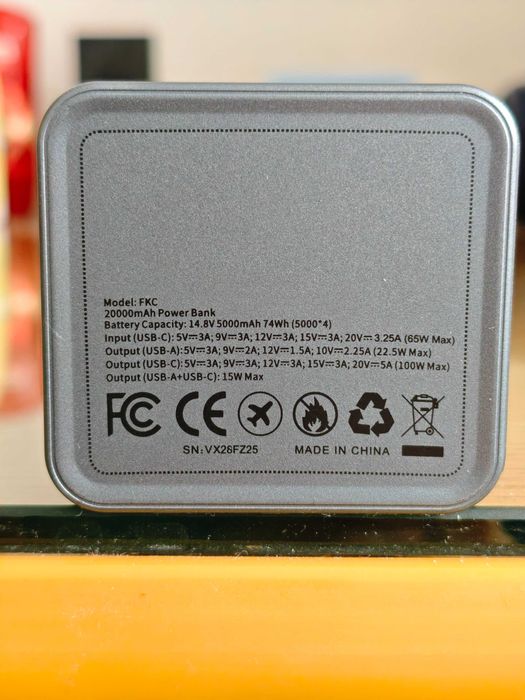 Model: FKC
20000mAh Power Bank
Battery Capacity: 14.8V 5000mAh 74Wh (5000*4)
Input (USB-C): 5V⎓3A; 9V⎓3A; 12V⎓3A; 15V⎓3A; 20V⎓3.25A (65W Max)
Output (USB-A): 5V⎓3A; 9V⎓2A; 12V⎓1.5A; 10V⎓2.25A (22.5W Max)
Output (USB-C): 5V⎓3A; 9V⎓3A; 12V⎓3A; 15V⎓3A; 20V⎓5A (100W Max)
Output (USB-A+USB-C): 15W Max
FC CE
SN: VX26FZ25 MADE IN CHINA